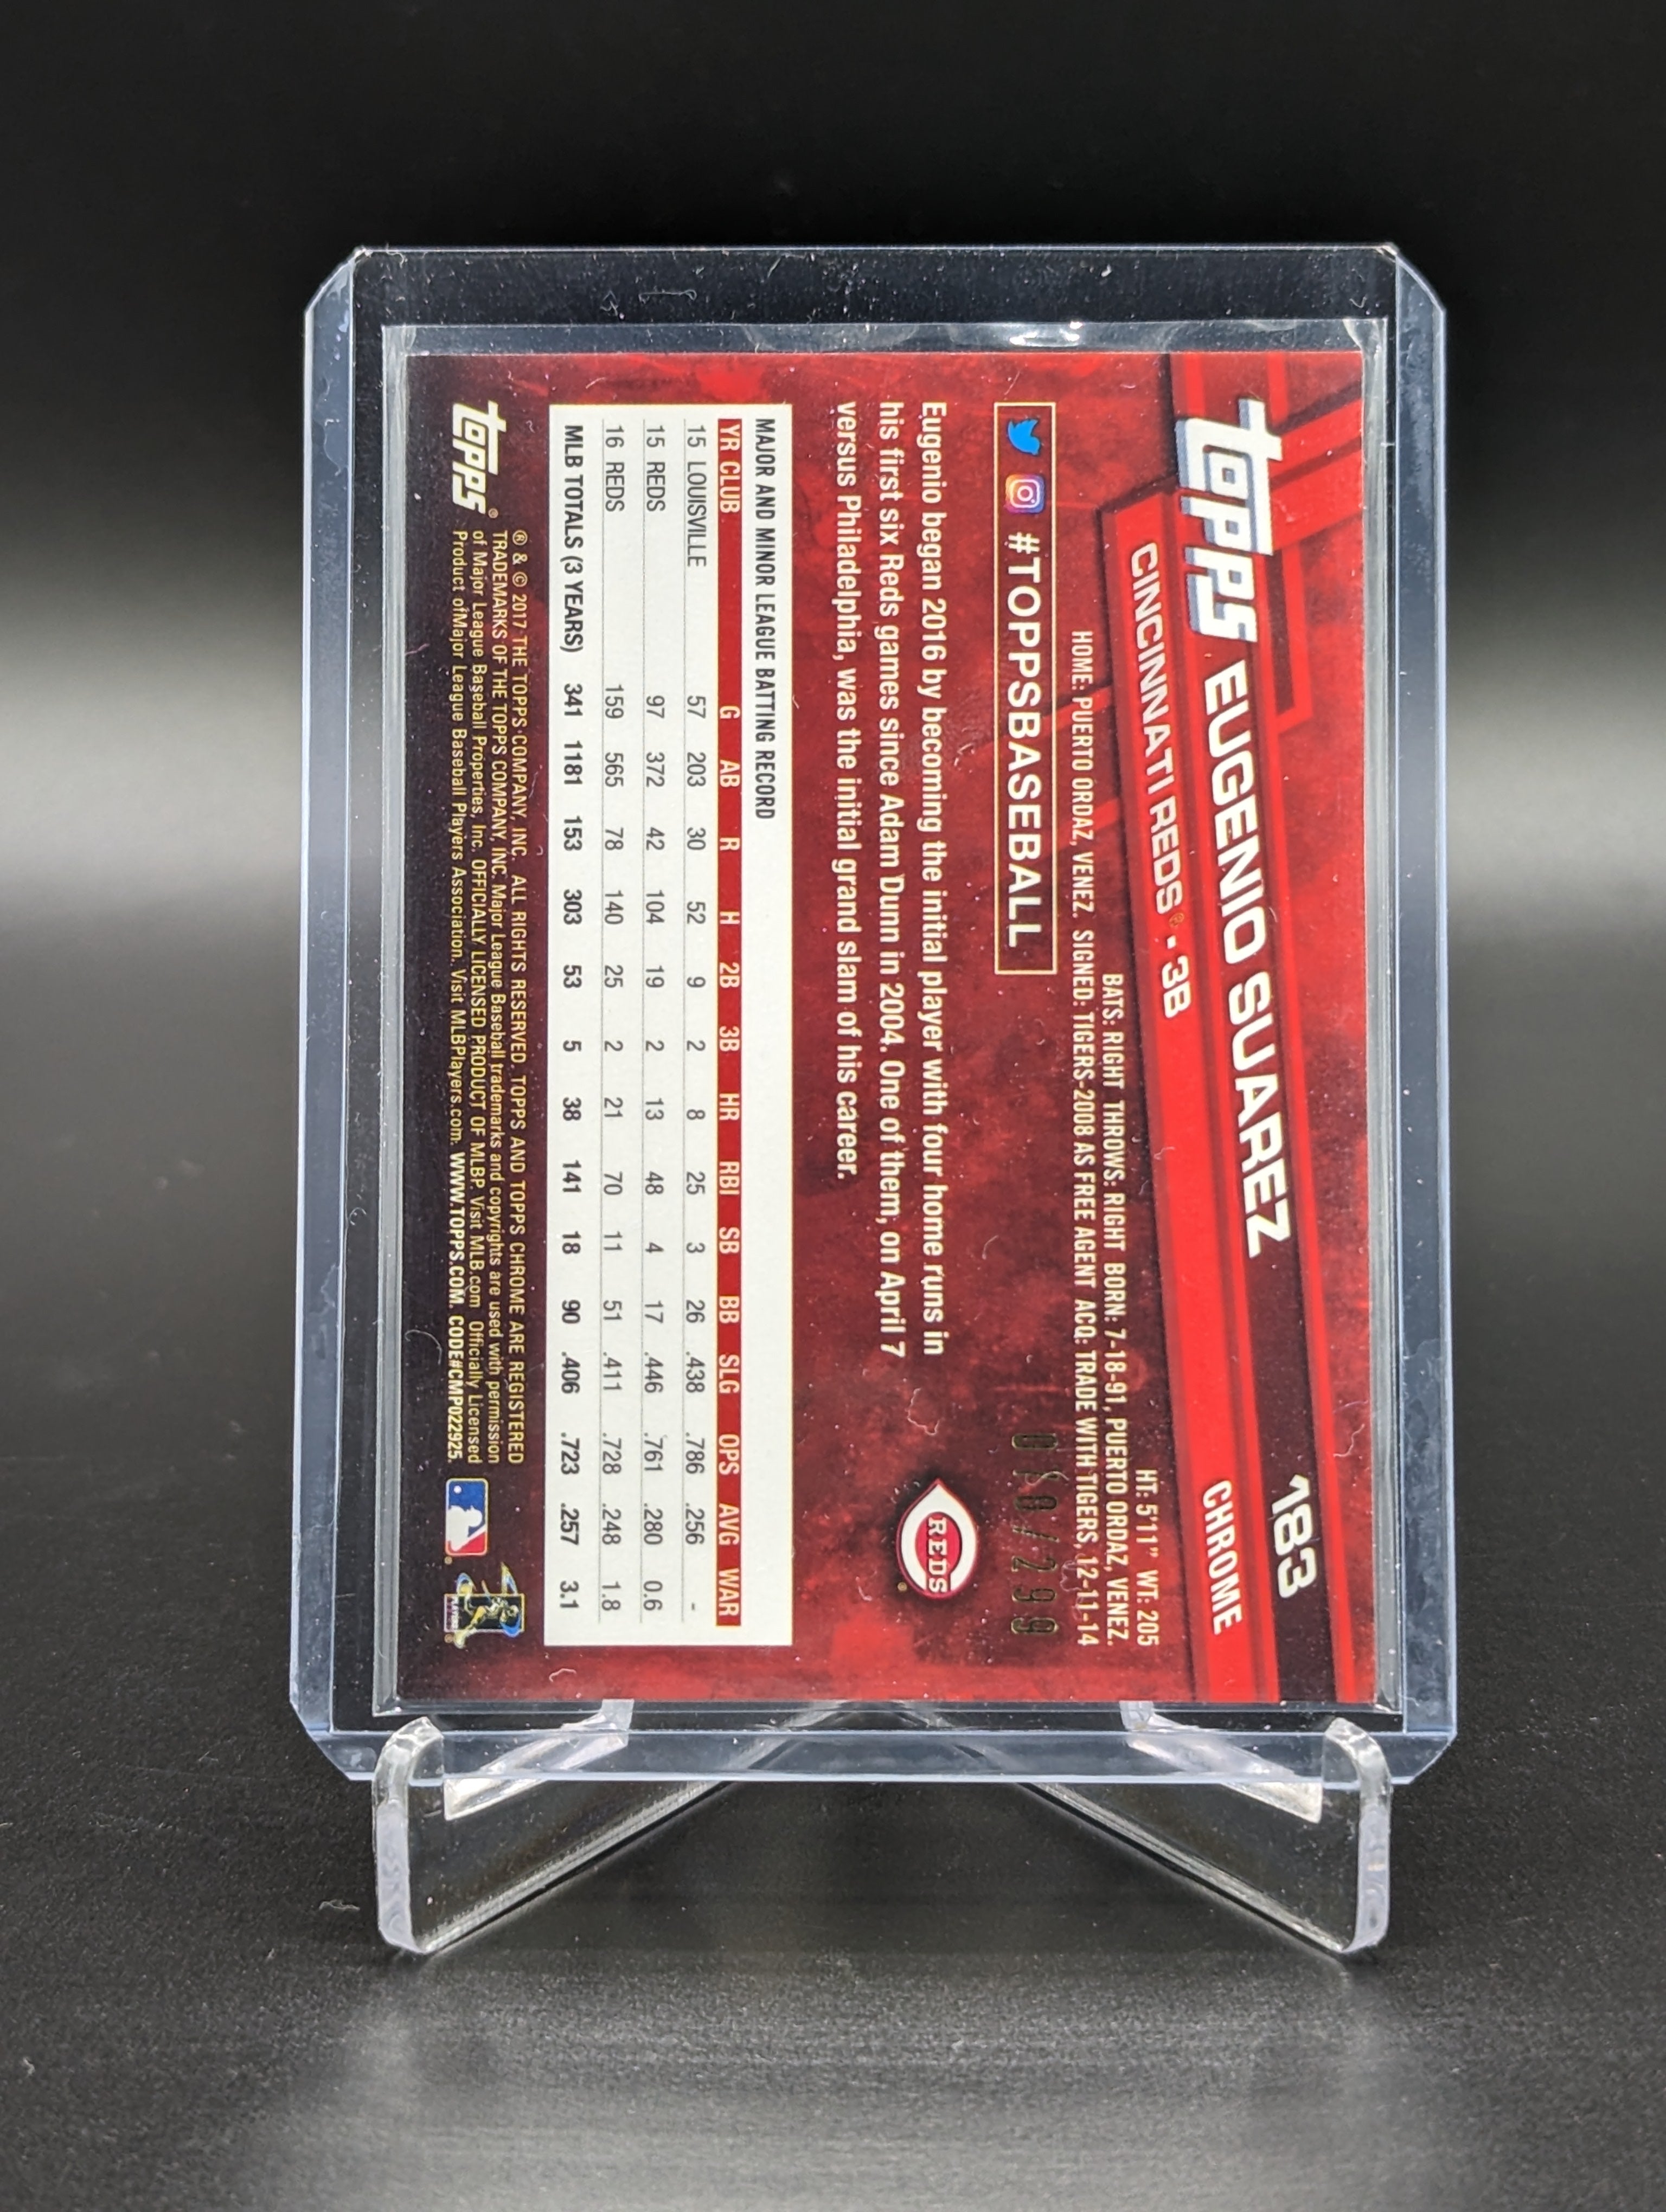 topps EUGENIO SUAREZ 183
CINCINNATI REDS® • 3B CHROME
HT: 5'11" WT: 205
BATS: RIGHT THROWS: RIGHT BORN: 7-18-91, PUERTO ORDAZ, VENEZ.
HOME: PUERTO ORDAZ, VENEZ. SIGNED: TIGERS-2008 AS FREE AGENT ACQ: TRADE WITH TIGERS, 12-11-14
#TOPPSBASEBALL
/299
Eugenio began 2016 by becoming the initial player with four home runs in
his first six Reds games since Adam Dunn in 2004. One of them, on April 7
versus Philadelphia, was the initial grand slam of his career.
REDS
MAJOR AND MINOR LEAGUE BATTING RECORD
YR CLUB G AB R H 2B 3B HR RBI SB BB SLG OPS AVG WAR
15 LOUISVILLE 57 203 30 52 9 2 8 25 3 26 .438 .786 .256 -
15 REDS 97 372 42 104 19 2 13 48 4 17 .446 .761 .280 0.6
16 REDS 159 565 78 140 25 2 21 70 11 51 .411 .728 .248 1.8
MLB TOTALS (3 YEARS) 341 1181 153 303 53 5 38 141 18 90 .406 .723 .257 3.1
topps®
® & © 2017 THE TOPPS COMPANY, INC. ALL RIGHTS RESERVED. TOPPS AND TOPPS CHROME ARE REGISTERED
TRADEMARKS OF THE TOPPS COMPANY, INC. Major League Baseball trademarks and copyrights are used with permission
of Major League Baseball Properties, Inc. OFFICIALLY LICENSED PRODUCT OF MLBP. Visit MLB.com Officially Licensed
Product of Major League Baseball Players Association. Visit MLBPlayers.com. WWW.TOPPS.COM. CODE#CMP022925.